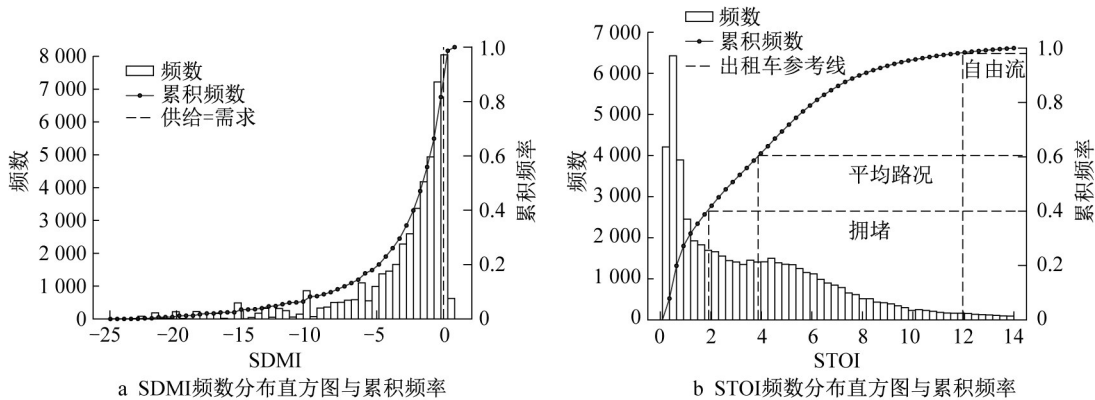 频数
累积频数
供给=需求
8 000
7 000
6 000
5 000
4 000
3 000
2 000
1 000
0
频数
1.0
0.8
0.6
0.4
0.2
0
累积频率
−25 −20 −15 −10 −5 0
SDMI
a SDMI频数分布直方图与累积频率
频数
累积频数
出租车参考线
7 000
6 000
5 000
4 000
3 000
2 000
1 000
0
频数
自由流
平均路况
拥堵
1.0
0.8
0.6
0.4
0.2
0
累积频率
0 2 4 6 8 10 12 14
STOI
b STOI频数分布直方图与累积频率